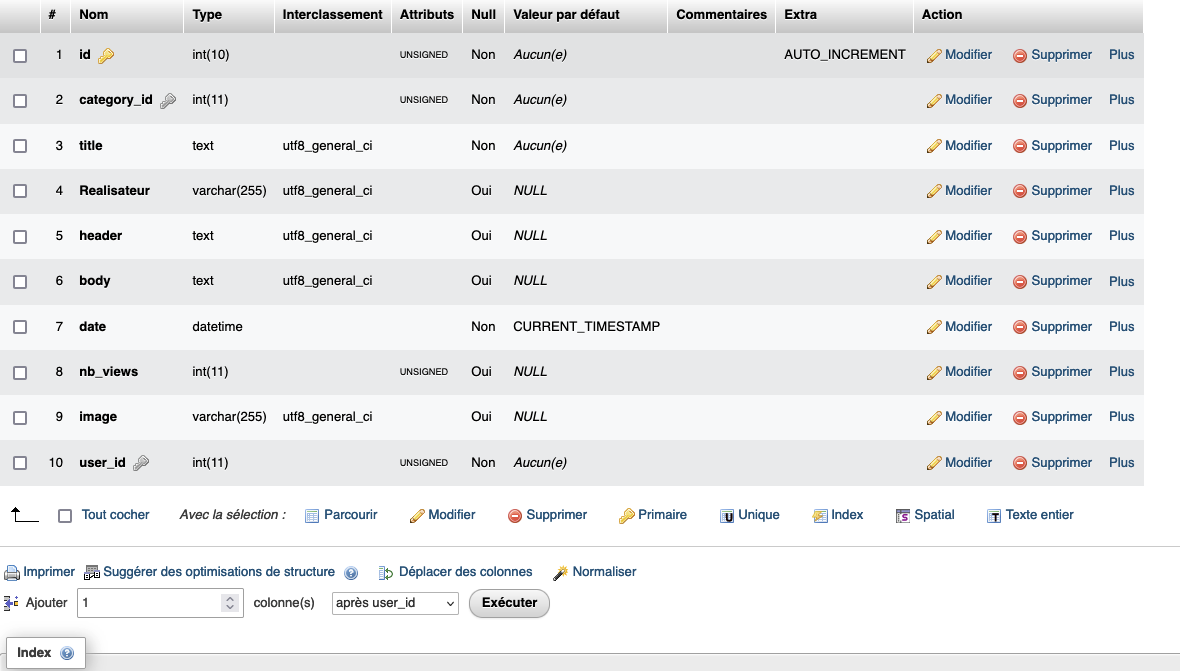 # Nom Type Interclassement Attributs Null Valeur par défaut Commentaires Extra Action
1 id int(10) UNSIGNED Non Aucun(e) AUTO_INCREMENT Modifier Supprimer Plus
2 category_id int(11) UNSIGNED Non Aucun(e) Modifier Supprimer Plus
3 title text utf8_general_ci Non Aucun(e) Modifier Supprimer Plus
4 Realisateur varchar(255) utf8_general_ci Oui NULL Modifier Supprimer Plus
5 header text utf8_general_ci Oui NULL Modifier Supprimer Plus
6 body text utf8_general_ci Oui NULL Modifier Supprimer Plus
7 date datetime Non CURRENT_TIMESTAMP Modifier Supprimer Plus
8 nb_views int(11) UNSIGNED Oui NULL Modifier Supprimer Plus
9 image varchar(255) utf8_general_ci Oui NULL Modifier Supprimer Plus
10 user_id int(11) UNSIGNED Non Aucun(e) Modifier Supprimer Plus
Tout cocher Avec la sélection : Parcourir Modifier Supprimer Primaire Unique Index Spatial Texte entier
Imprimer Suggérer des optimisations de structure Déplacer des colonnes Normaliser
Ajouter 1 colonne(s) après user_id Exécuter
Index